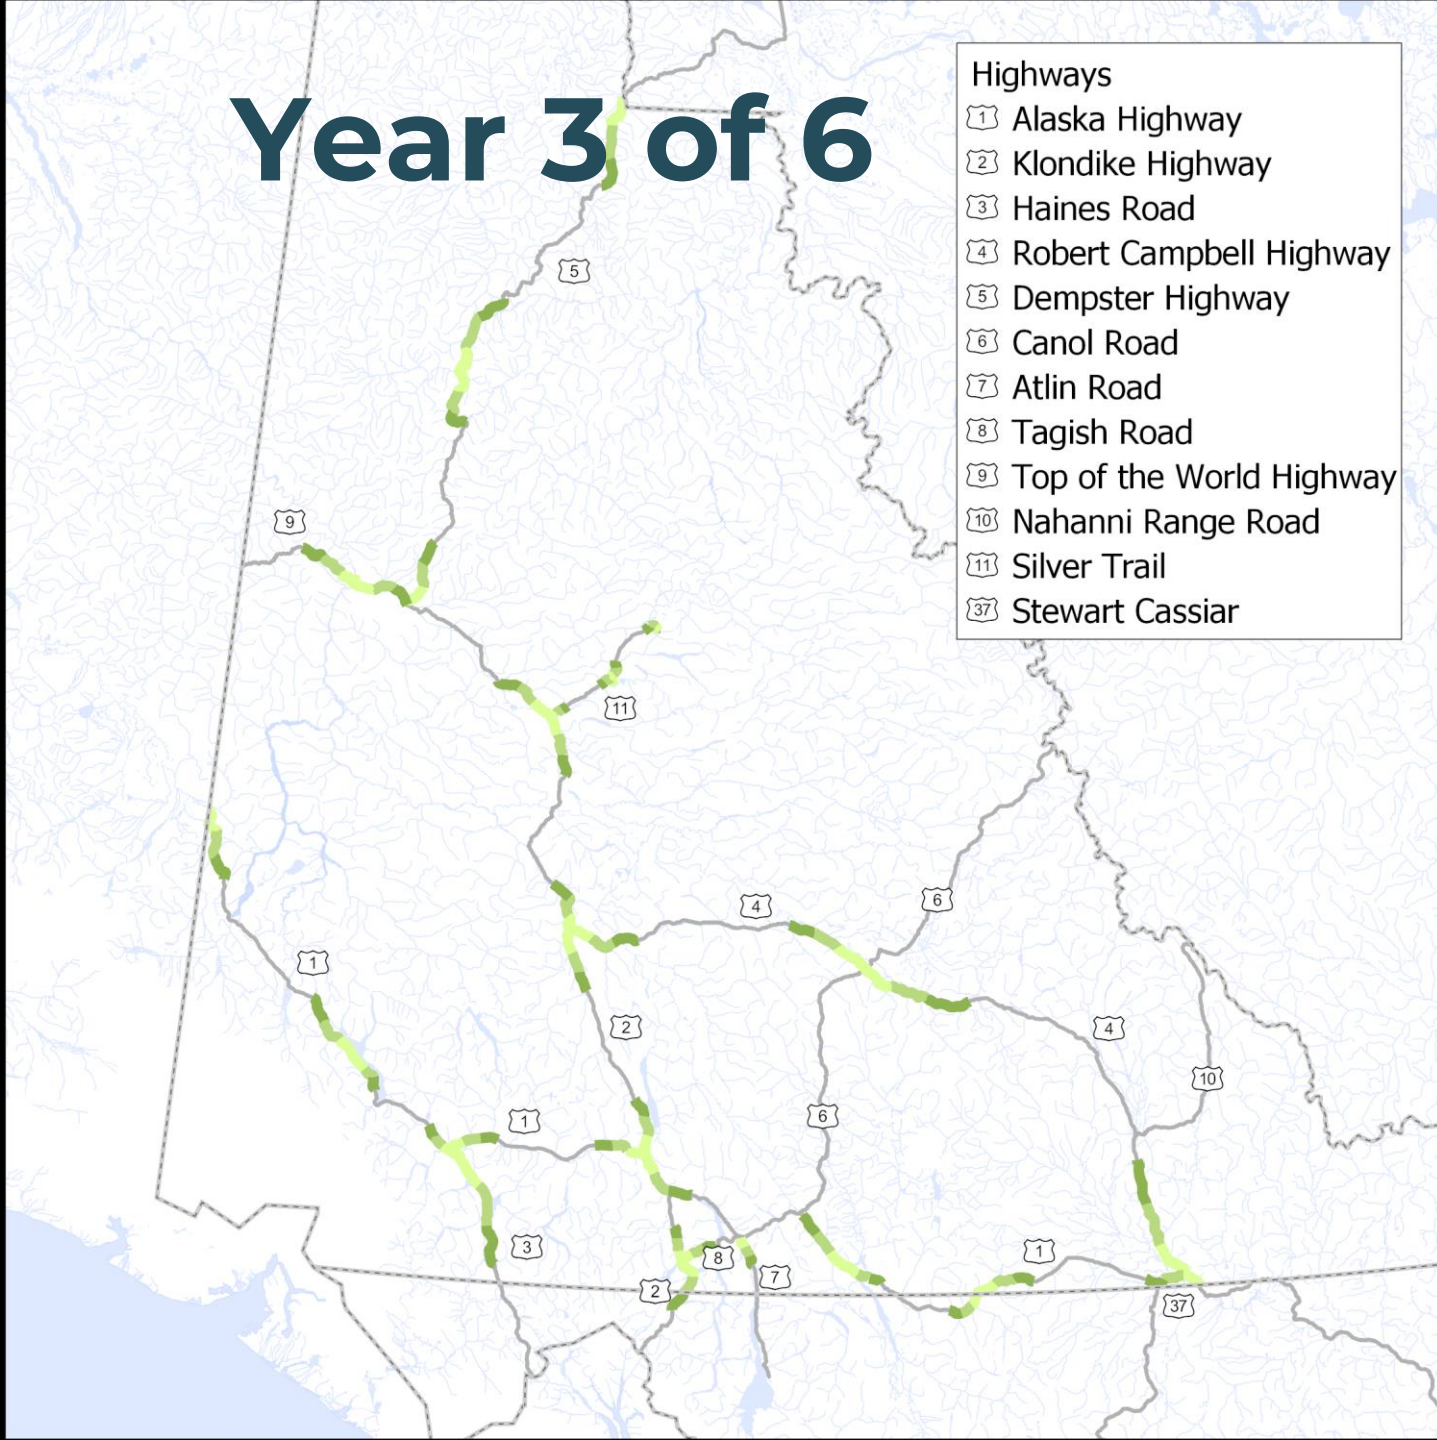 Year 3 of 6
Highways
1 Alaska Highway
2 Klondike Highway
3 Haines Road
4 Robert Campbell Highway
5 Dempster Highway
6 Canol Road
7 Atlin Road
8 Tagish Road
9 Top of the World Highway
10 Nahanni Range Road
11 Silver Trail
37 Stewart Cassiar
5
9
11
4
6
1
2
4
10
1
6
3
8
1
7
2
37